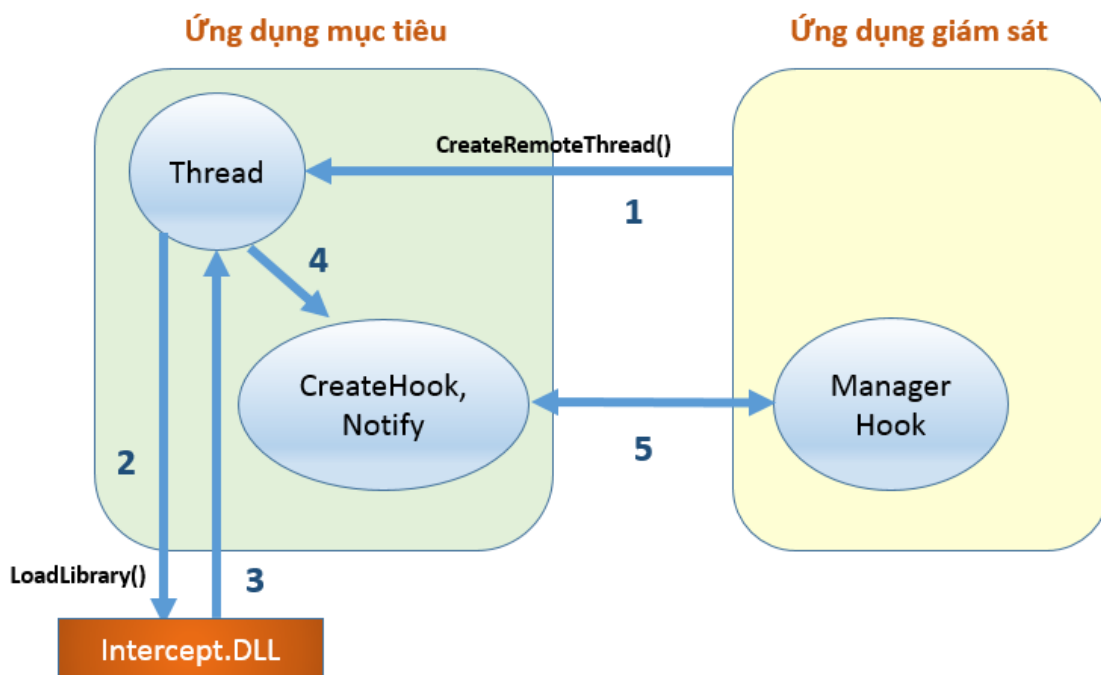 Ứng dụng mục tiêu
Ứng dụng giám sát
CreateRemoteThread()
Thread
1
4
CreateHook,
Notify
Manager
Hook
5
2
LoadLibrary()
3
Intercept.DLL